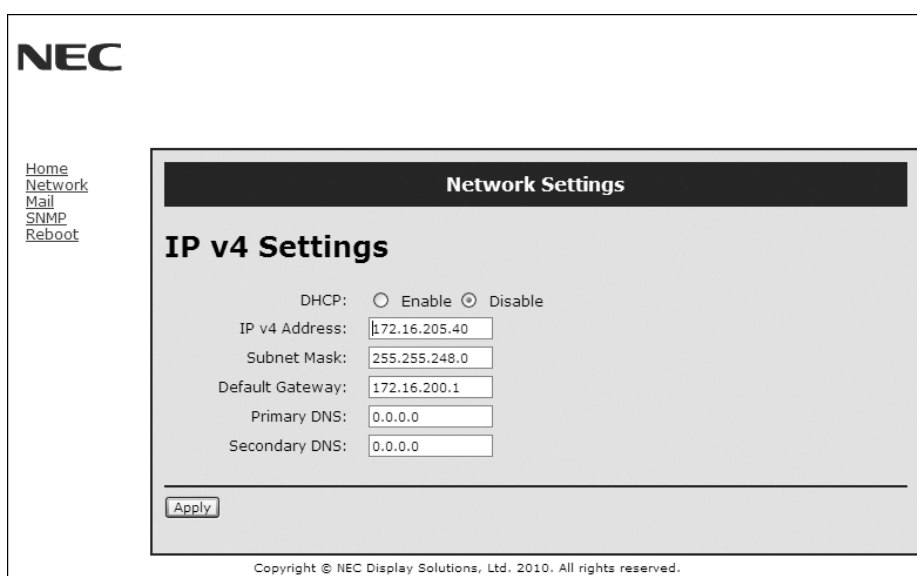 NEC
Home
Network
Mail
SNMP
Reboot
Network Settings
IP v4 Settings
DHCP: Enable Disable
IP v4 Address: 172.16.205.40
Subnet Mask: 255.255.248.0
Default Gateway: 172.16.200.1
Primary DNS: 0.0.0.0
Secondary DNS: 0.0.0.0
Apply
Copyright © NEC Display Solutions, Ltd. 2010. All rights reserved.